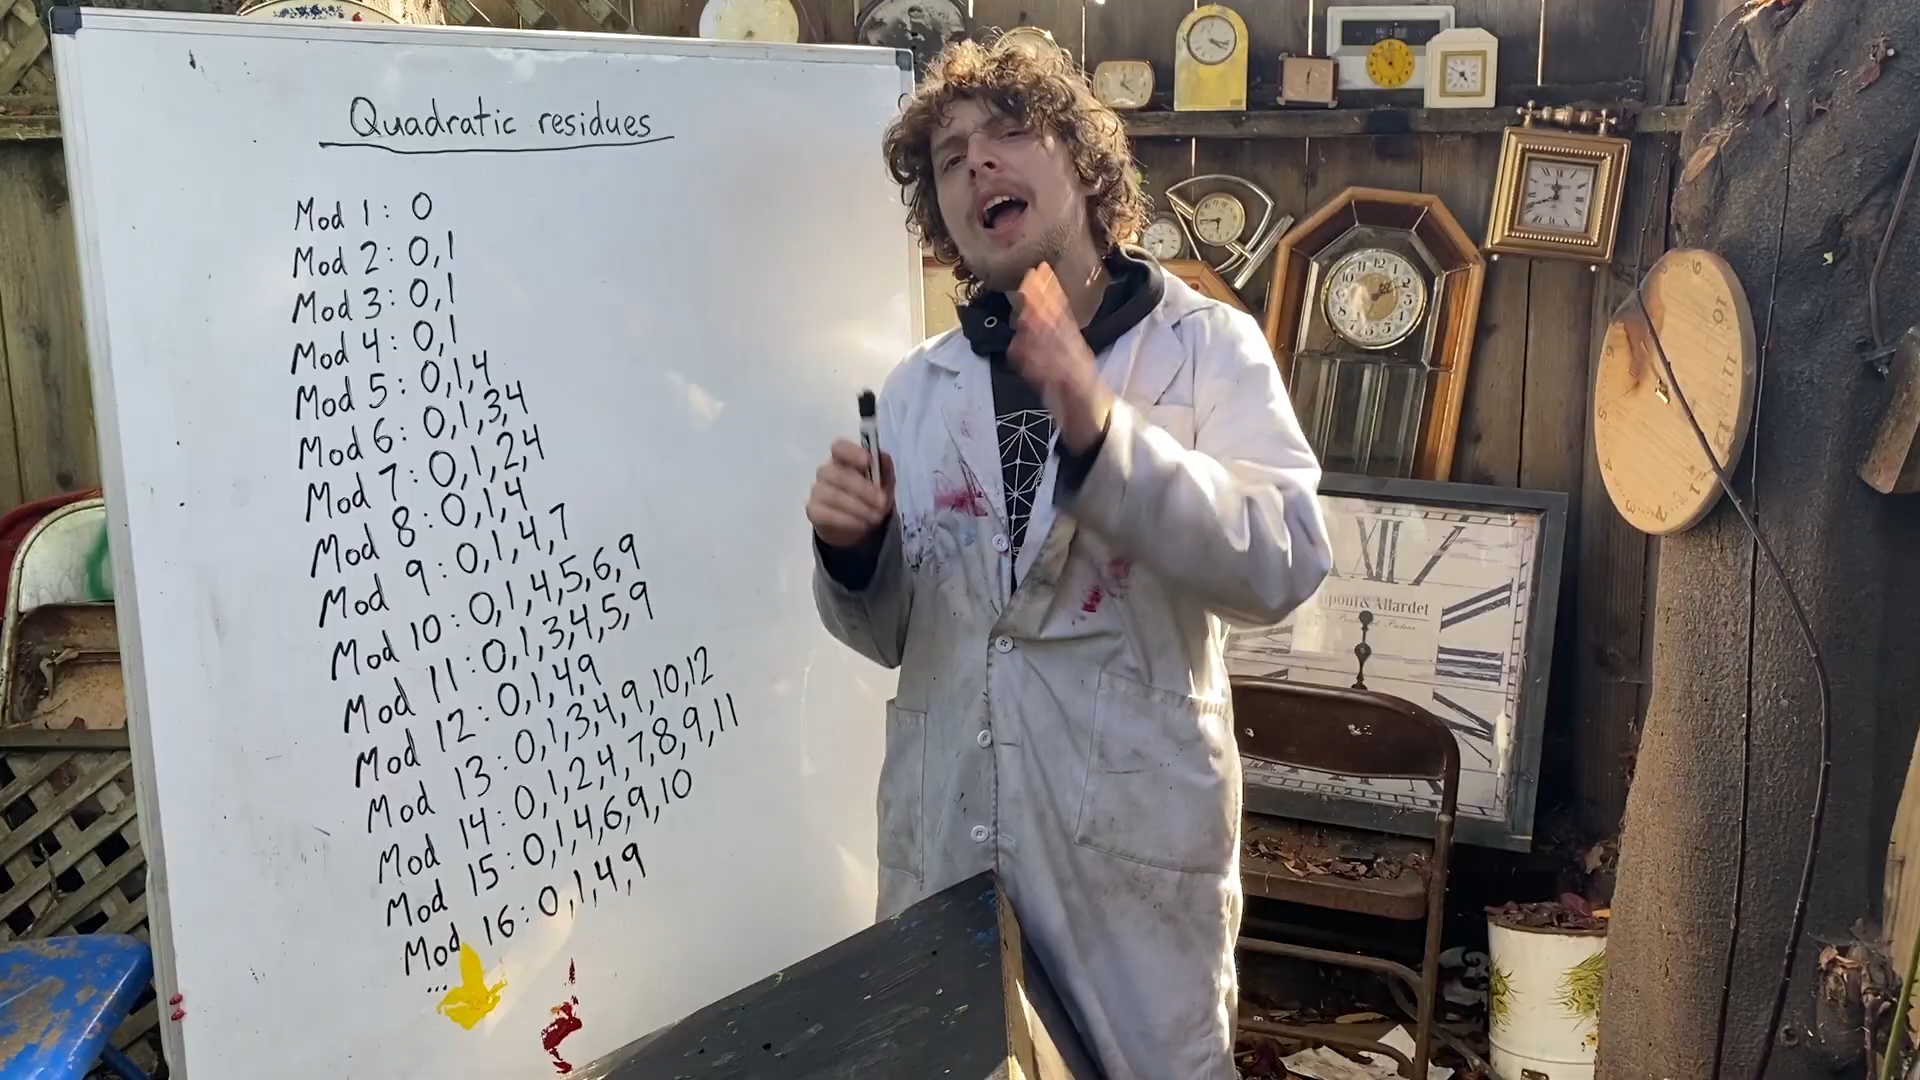 Quadratic residues
Mod 1: 0
Mod 2: 0,1
Mod 3: 0,1
Mod 4: 0,1
Mod 5: 0,1,4
Mod 6: 0,1,3,4
Mod 7: 0,1,2,4
Mod 8: 0,1,4
Mod 9: 0,1,4,7
Mod 10: 0,1,4,5,6,9
Mod 11: 0,1,3,4,5,9
Mod 12: 0,1,4,9
Mod 13: 0,1,3,4,9,10,12
Mod 14: 0,1,2,4,7,8,9,11
Mod 15: 0,1,4,6,9,10
Mod 16: 0,1,4,9
...
XII
& Allardet